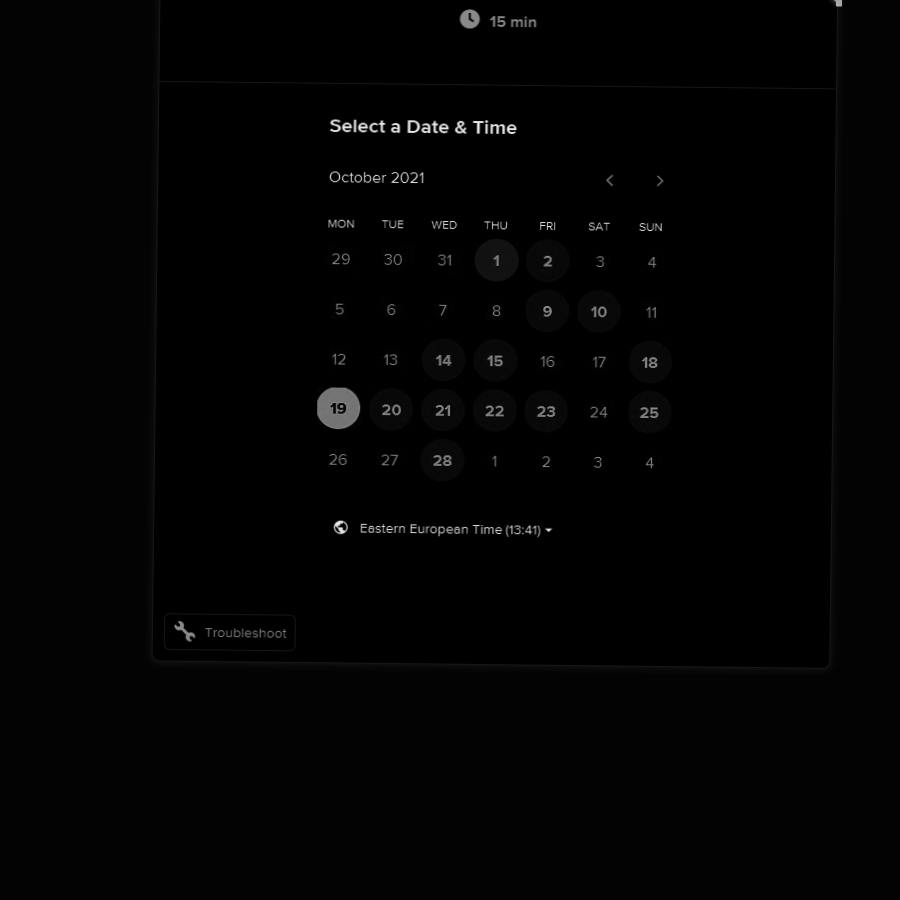 15 min
Select a Date & Time
October 2021
MON TUE WED THU FRI SAT SUN
29 30 31 1 2 3 4
5 6 7 8 9 10 11
12 13 14 15 16 17 18
19 20 21 22 23 24 25
26 27 28 1 2 3 4
Eastern European Time (13:41)
Troubleshoot